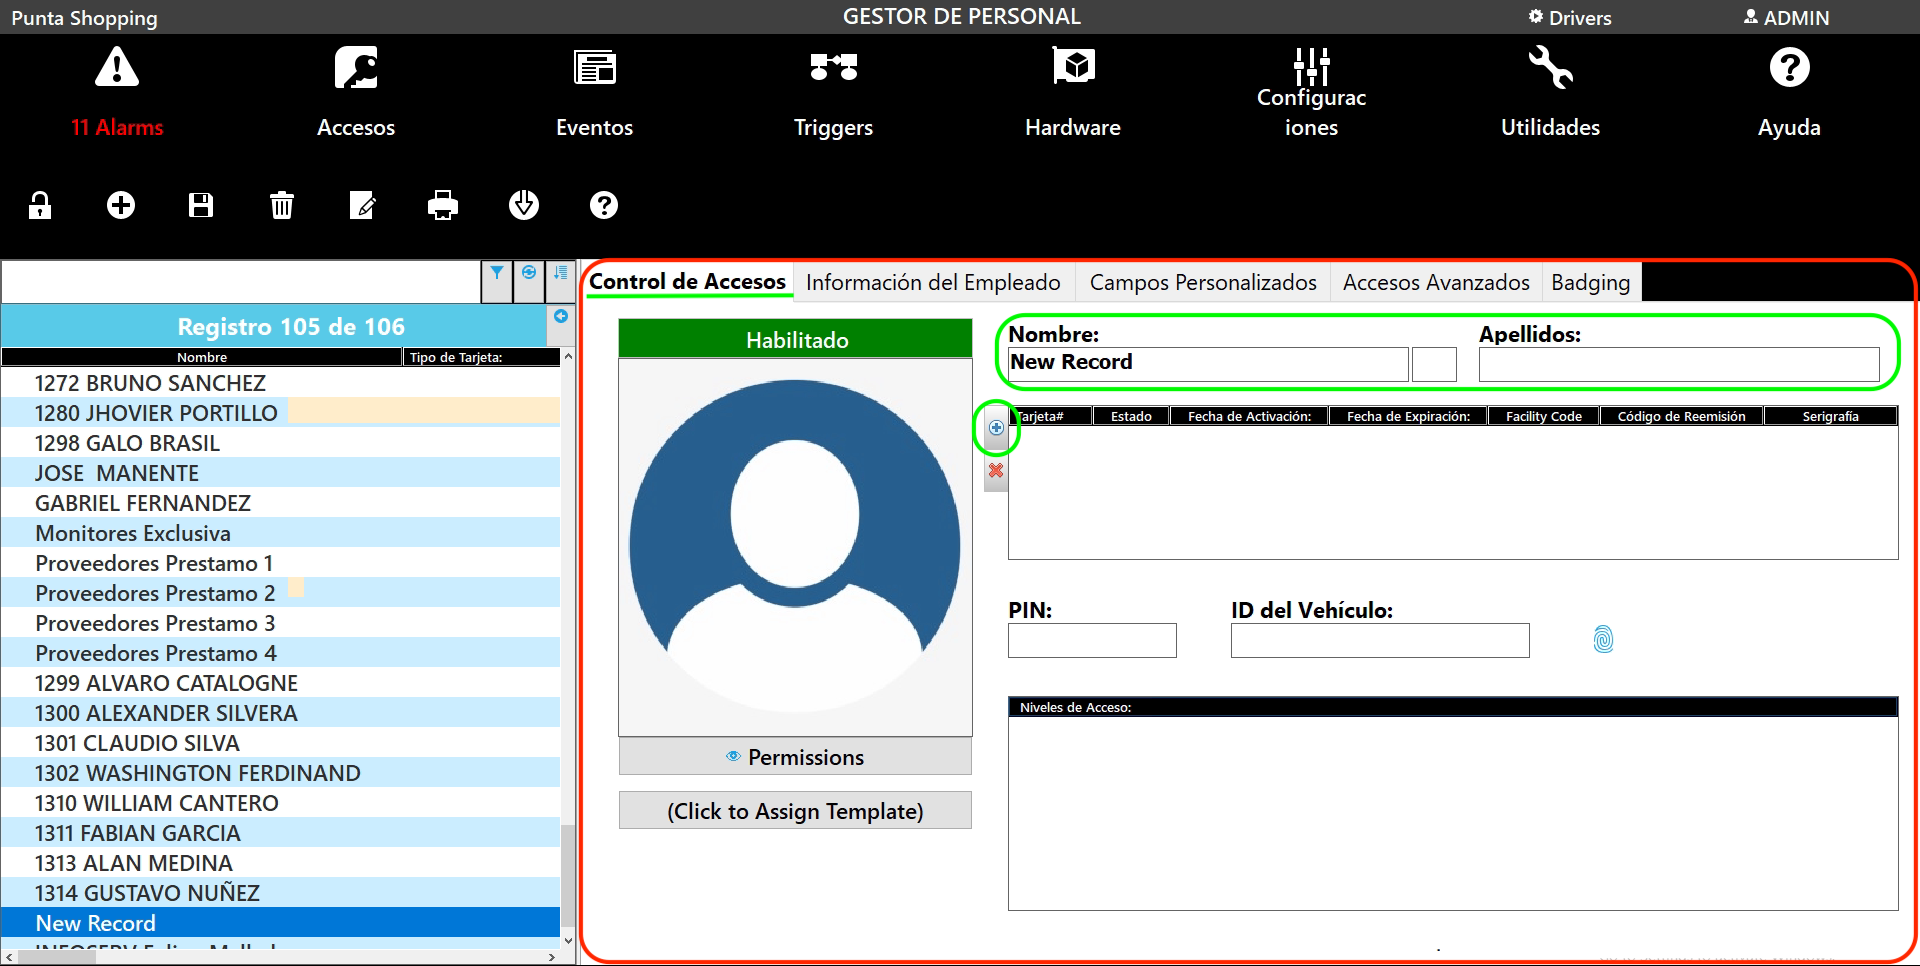 Punta Shopping
GESTOR DE PERSONAL
Drivers
ADMIN
11 Alarms
Accesos
Eventos
Triggers
Hardware
Configurac
iones
Utilidades
Ayuda
Control de Accesos
Información del Empleado
Campos Personalizados
Accesos Avanzados
Badging
Registro 105 de 106
Nombre
Tipo de Tarjeta:
1272 BRUNO SANCHEZ
1280 JHOVIER PORTILLO
1298 GALO BRASIL
JOSE  MANENTE
GABRIEL FERNANDEZ
Monitores Exclusiva
Proveedores Prestamo 1
Proveedores Prestamo 2
Proveedores Prestamo 3
Proveedores Prestamo 4
1299 ALVARO CATALOGNE
1300 ALEXANDER SILVERA
1301 CLAUDIO SILVA
1302 WASHINGTON FERDINAND
1310 WILLIAM CANTERO
1311 FABIAN GARCIA
1313 ALAN MEDINA
1314 GUSTAVO NUÑEZ
New Record
Habilitado
Permissions
(Click to Assign Template)
Nombre:
Apellidos:
New Record
Tarjeta#
Estado
Fecha de Activación:
Fecha de Expiración:
Facility Code
Código de Reemisión
Serigrafía
PIN:
ID del Vehículo:
Niveles de Acceso: